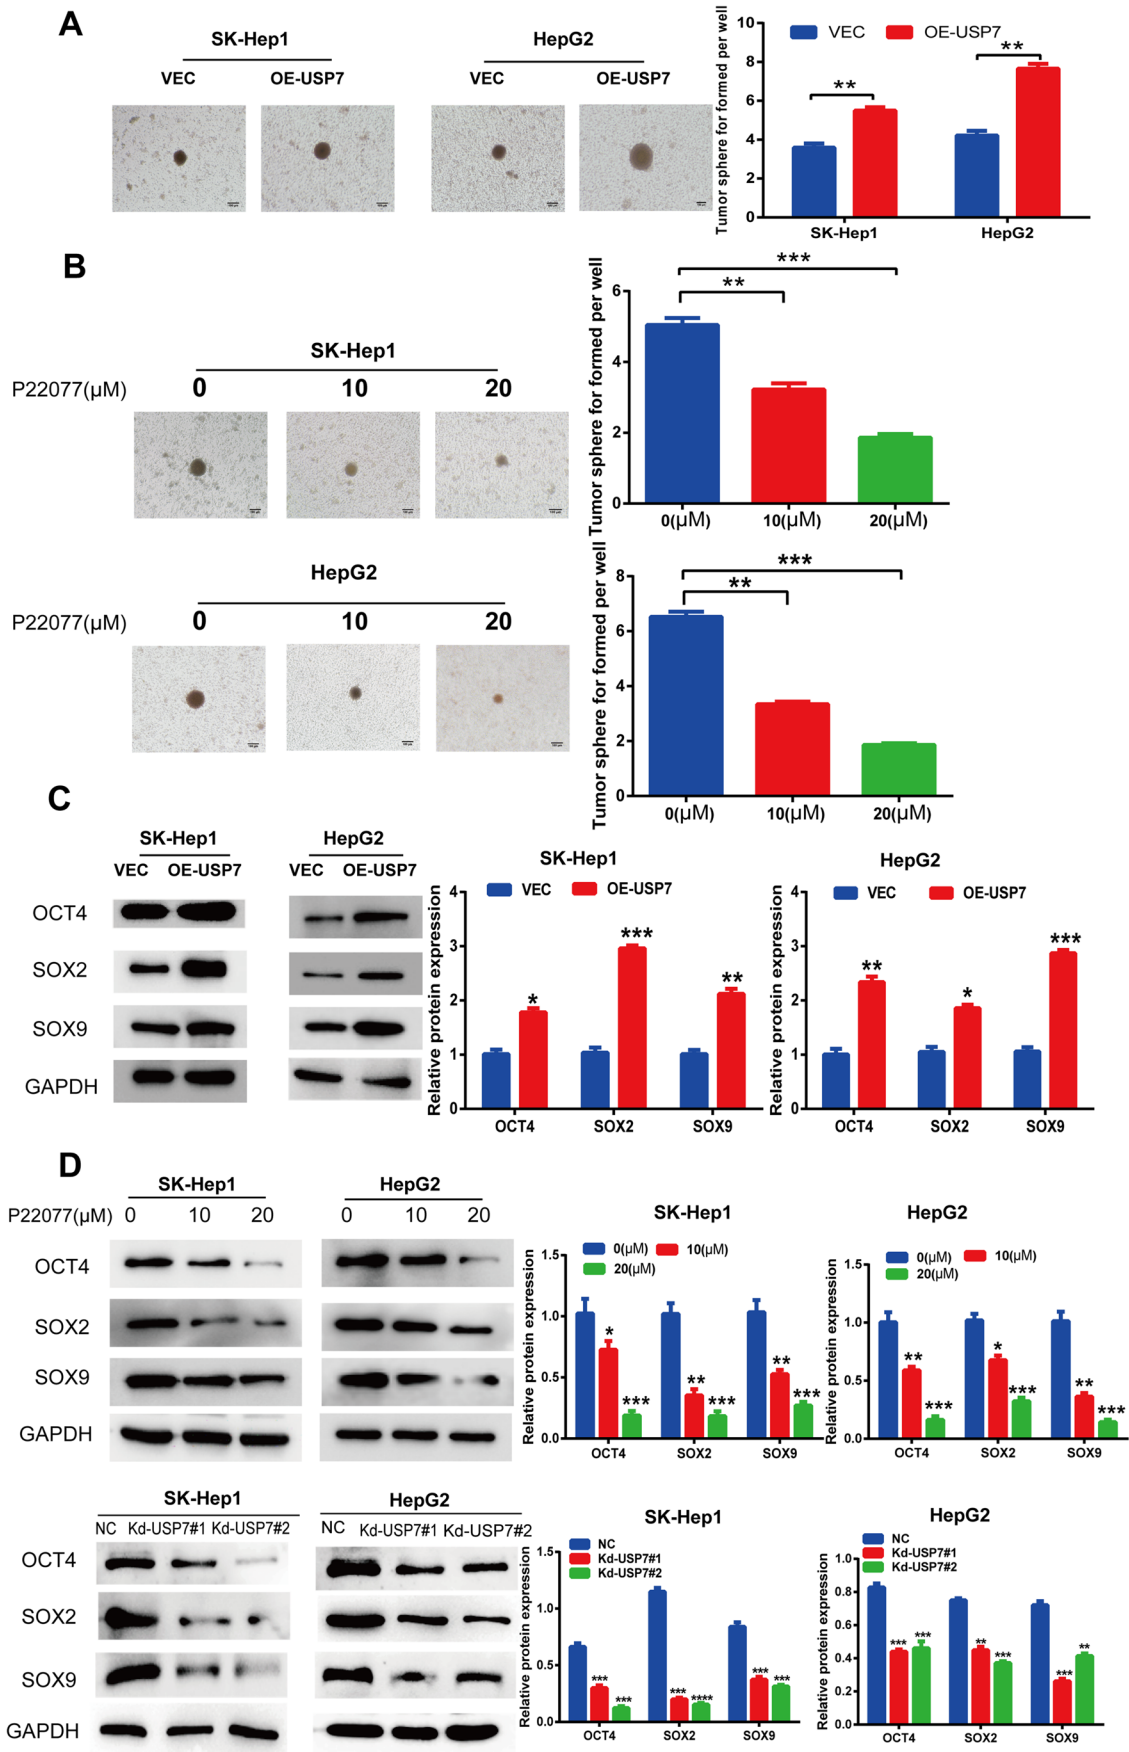 A
SK-Hep1
VEC OE-USP7
HepG2
VEC OE-USP7
Tumor sphere for formed per well
VEC OE-USP7
10
8
6
4
2
0
** **
SK-Hep1 HepG2
B
SK-Hep1
P22077(μM) 0 10 20
Tumor sphere for formed per well
6
4
2
0
***
**
0(μM) 10(μM) 20(μM)
HepG2
P22077(μM) 0 10 20
Tumor sphere for formed per well
8
6
4
2
0
***
**
0(μM) 10(μM) 20(μM)
C
SK-Hep1 HepG2
VEC OE-USP7 VEC OE-USP7
OCT4
SOX2
SOX9
GAPDH
SK-Hep1
VEC OE-USP7
Relative protein expression
4
3
2
1
0
* *** **
OCT4 SOX2 SOX9
HepG2
VEC OE-USP7
Relative protein expression
4
3
2
1
0
** * ***
OCT4 SOX2 SOX9
D
SK-Hep1 HepG2
P22077(μM) 0 10 20 0 10 20
OCT4
SOX2
SOX9
GAPDH
SK-Hep1
0(μM) 10(μM)
20(μM)
Relative protein expression
1.5
1.0
0.5
0.0
* *** ** *** ** ***
OCT4 SOX2 SOX9
HepG2
0(μM) 10(μM)
20(μM)
Relative protein expression
1.5
1.0
0.5
0.0
** *** * *** ** ***
OCT4 SOX2 SOX9
SK-Hep1 HepG2
NC Kd-USP7#1 Kd-USP7#2 NC Kd-USP7#1 Kd-USP7#2
OCT4
SOX2
SOX9
GAPDH
SK-Hep1
NC
Kd-USP7#1
Kd-USP7#2
Relative protein expression
1.5
1.0
0.5
0.0
*** *** *** **** *** ***
OCT4 SOX2 SOX9
HepG2
NC
Kd-USP7#1
Kd-USP7#2
Relative protein expression
1.0
0.8
0.6
0.4
0.2
0.0
*** *** ** *** *** **
OCT4 SOX2 SOX9